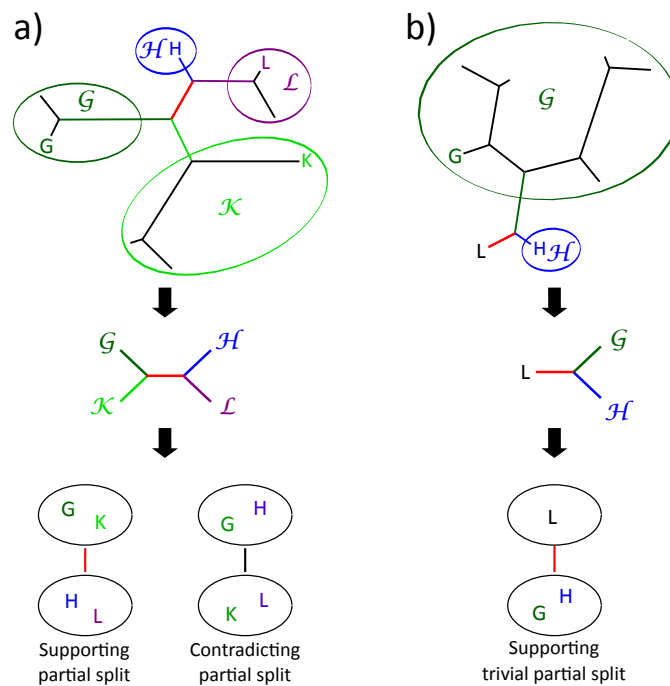 a)
b)
ℋ H
L
ℒ
𝒢
G
K
𝒦
𝒢
G
L
H ℋ
𝒢
ℋ
𝒦
ℒ
L
𝒢
ℋ
G
K
H
L
Supporting
partial split
G
H
K
L
Contradicting
partial split
L
G
H
Supporting
trivial partial split